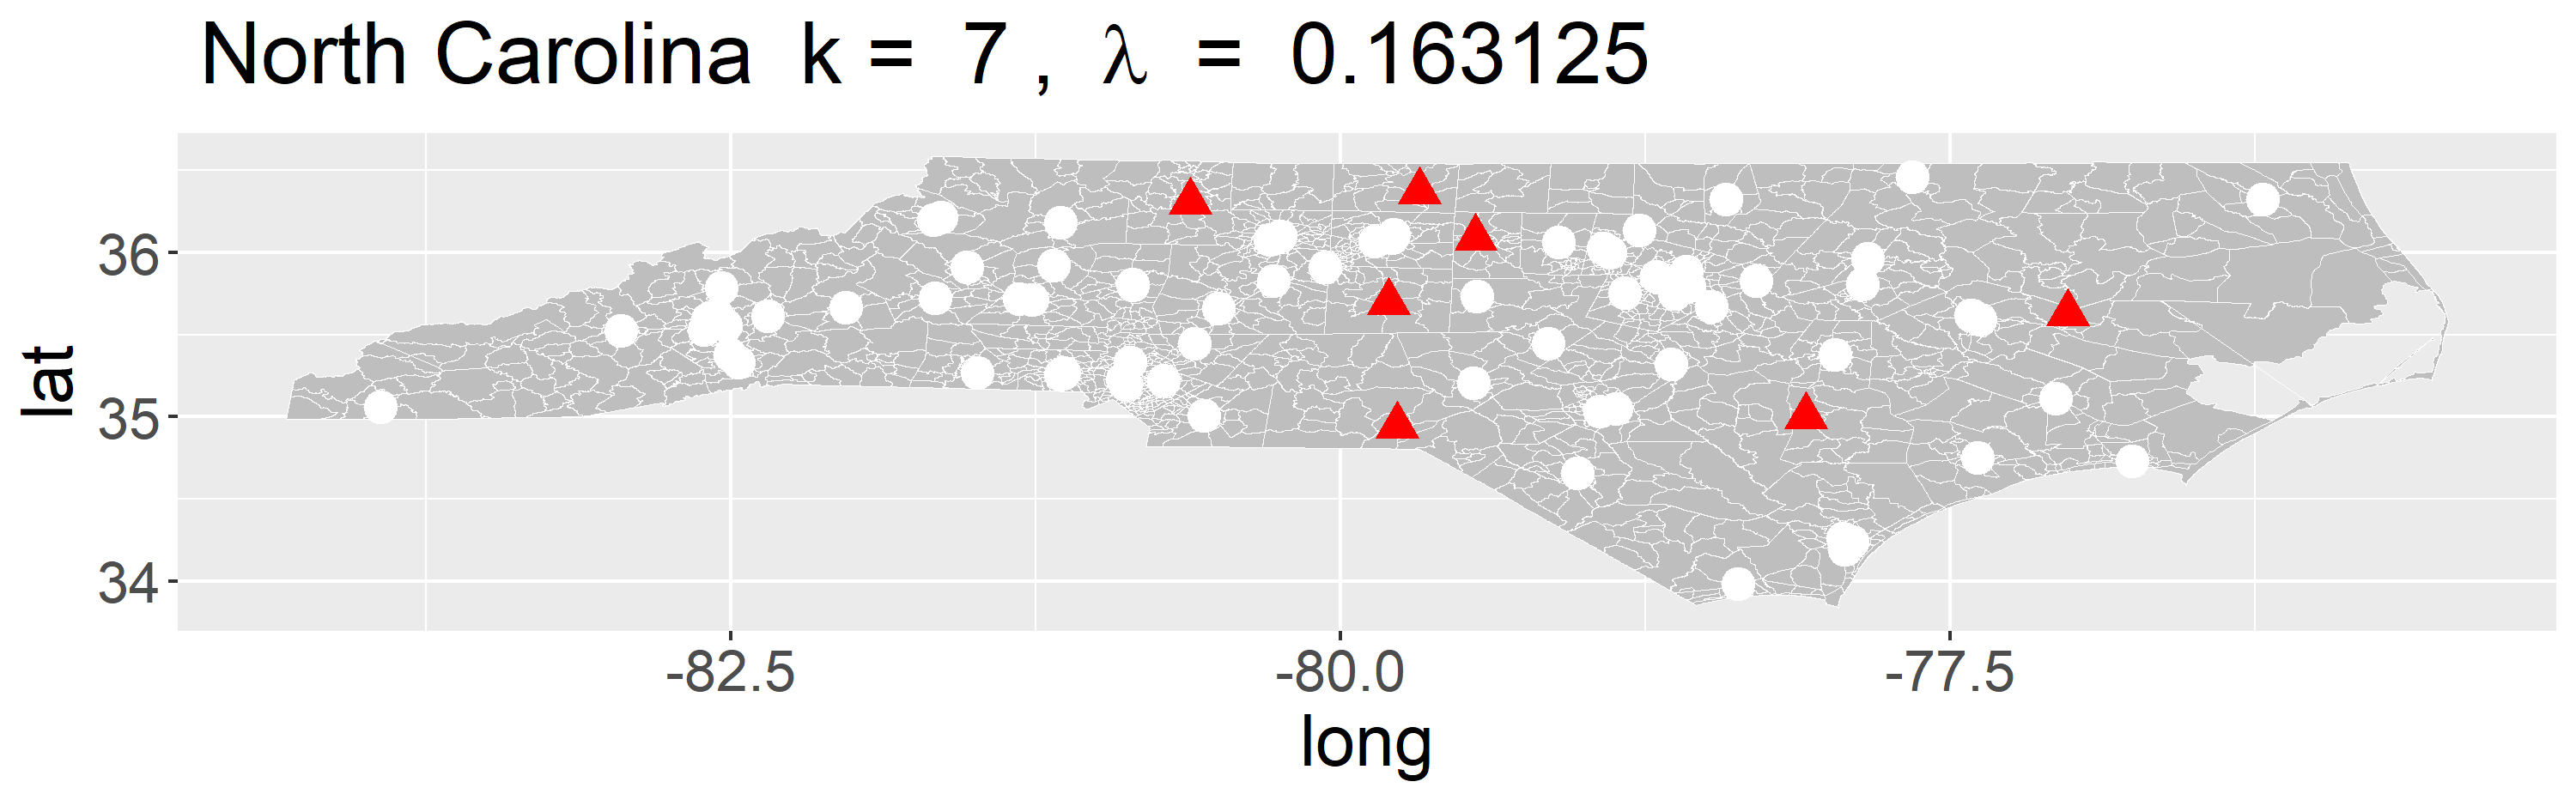 North Carolina k = 7 , λ = 0.163125
lat
36
35
34
-82.5 -80.0 -77.5
long